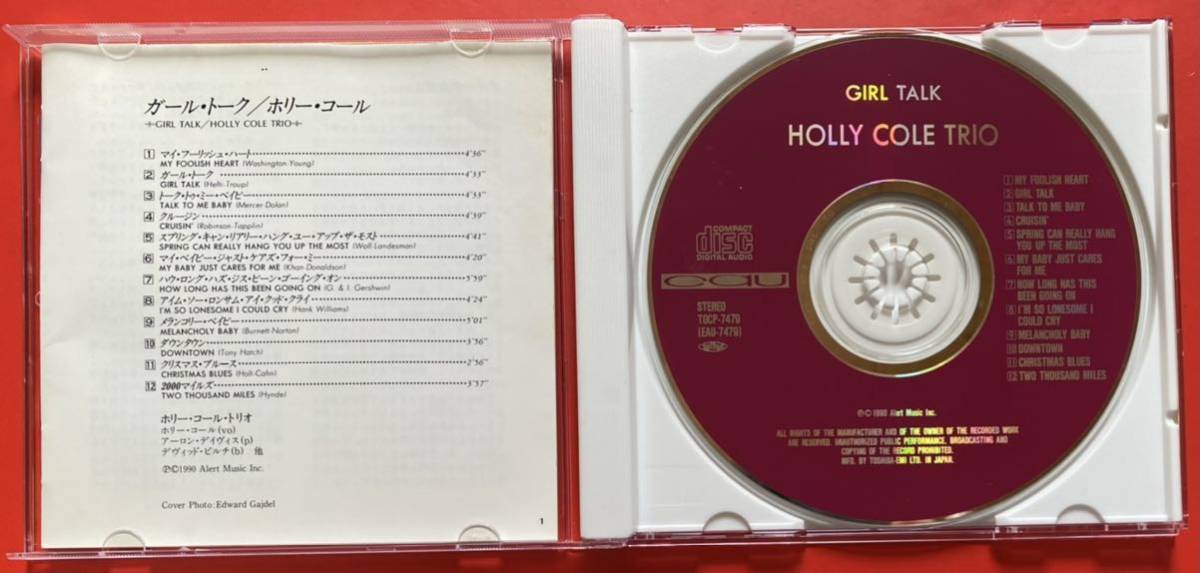 ガール・トーク／ホリー・コール
GIRL TALK/HOLLY COLE TRIO
1 マイ・フーリッシュ・ハート 4'36"
MY FOOLISH HEART (Washington-Young)
2 ガール・トーク 4'33"
GIRL TALK (Hefti-Troup)
3 トーク・トゥ・ミー・ベイビー 4'33"
TALK TO ME BABY (Mercer-Dolan)
4 クルージン 4'39"
CRUISIN' (Robinson-Tapplin)
5 スプリング・キャン・リアリー・ハング・ユー・アップ・ザ・モスト 4'41"
SPRING CAN REALLY HANG YOU UP THE MOST (Wolf-Landesman)
6 マイ・ベイビー・ジャスト・ケアズ・フォー・ミー 4'20"
MY BABY JUST CARES FOR ME (Khan-Donaldson)
7 ハウ・ロング・ハズ・ジス・ビーン・ゴーイング・オン 5'59"
HOW LONG HAS THIS BEEN GOING ON (G. & I. Gershwin)
8 アイム・ソー・ロンサム・アイ・クッド・クライ 4'24"
I'M SO LONESOME I COULD CRY (Hank Williams)
9 メランコリー・ベイビー 5'01"
MELANCHOLY BABY (Burnett-Norton)
10 ダウンタウン 3'56"
DOWNTOWN (Tony Hatch)
11 クリスマス・ブルース 2'56"
CHRISTMAS BLUES (Holt-Cahn)
12 2000マイルズ 3'57"
TWO THOUSAND MILES (Hynde)
ホリー・コール・トリオ
ホリー・コール(vo)
アーロン・デイヴィス(p)
デヴィッド・ピルチ(b) 他
℗©1990 Alert Music Inc.
Cover Photo:Edward Gajdel
1
GIRL TALK
HOLLY COLE TRIO
1 MY FOOLISH HEART
2 GIRL TALK
3 TALK TO ME BABY
4 CRUISIN'
5 SPRING CAN REALLY HANG
YOU UP THE MOST
6 MY BABY JUST CARES
FOR ME
7 HOW LONG HAS THIS
BEEN GOING ON
8 I'M SO LONESOME I
COULD CRY
9 MELANCHOLY BABY
10 DOWNTOWN
11 CHRISTMAS BLUES
12 TWO THOUSAND MILES
COMPACT
disc
DIGITAL AUDIO
eau
STEREO
TOCP-7479
(EAU-7479)
℗©1990 Alert Music Inc.
ALL RIGHTS OF THE MANUFACTURER AND OF THE OWNER OF THE RECORDED WORK
ARE RESERVED. UNAUTHORIZED PUBLIC PERFORMANCE, BROADCASTING AND
COPYING OF THE RECORD PROHIBITED.
MFD. BY TOSHIBA-EMI LTD. IN JAPAN.